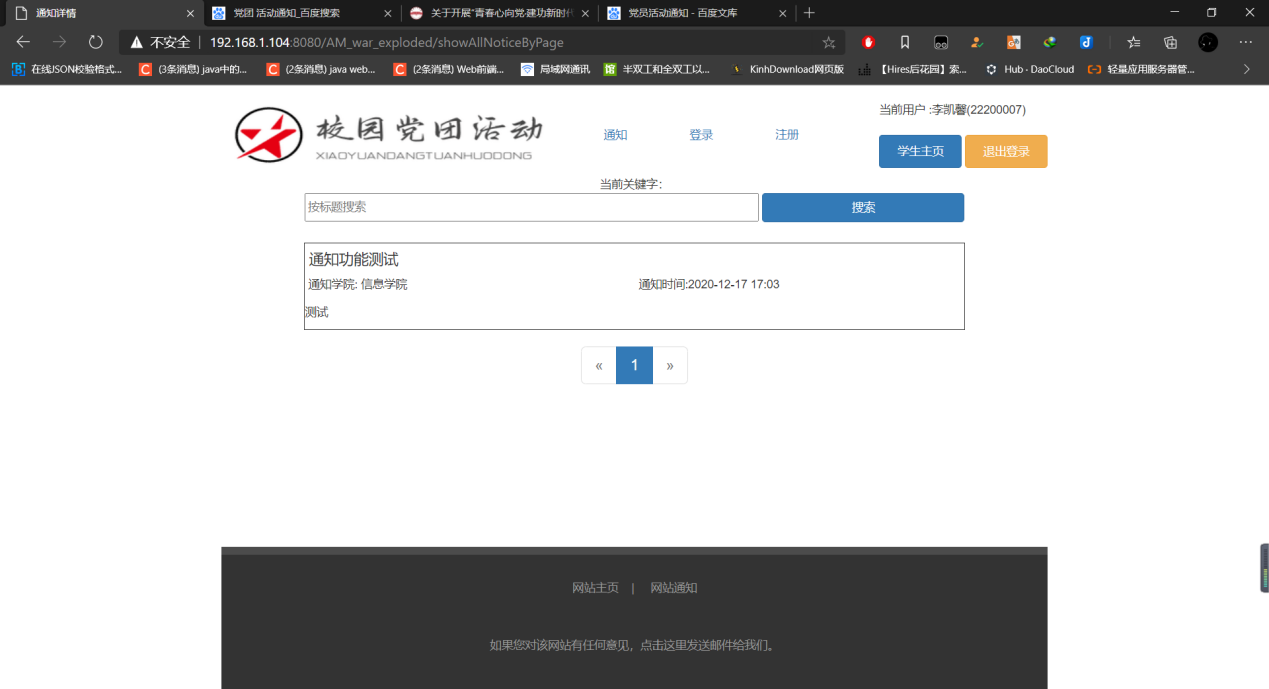 通知详情
党团 活动通知_百度搜索
关于开展“青春心向党·建功新时代
党员活动通知 - 百度文库
不安全 | 192.168.1.104:8080/AM_war_exploded/showAllNoticeByPage
在线JSON校验格式...
(3条消息) java中的...
(2条消息) java web...
(2条消息) Web前端...
局域网通讯
半双工和全双工以...
KinhDownload网页版
【Hires后花园】索...
Hub - DaoCloud
轻量应用服务器管...
校园党团活动
XIAOYUANDANGTUANHUODONG
通知
登录
注册
当前用户 :李凯馨(22200007)
学生主页
退出登录
当前关键字:
按标题搜索
搜索
通知功能测试
通知学院: 信息学院
通知时间:2020-12-17 17:03
测试
« 1 »
网站主页 | 网站通知
如果您对该网站有任何意见，点击这里发送邮件给我们。